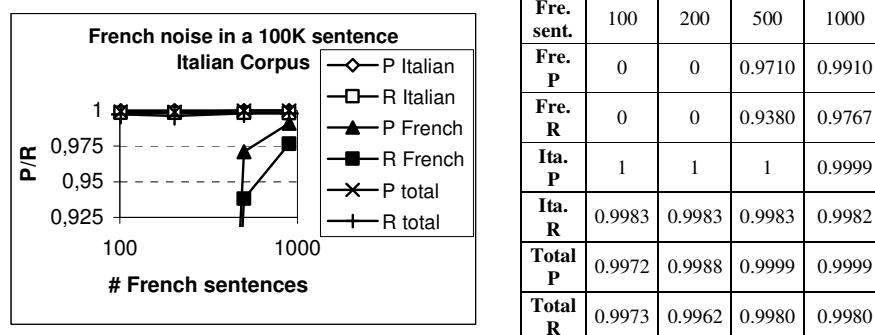 French noise in a 100K sentence
Italian Corpus
P Italian
R Italian
P French
R French
P total
R total
1
0,975
0,95
0,925
P/R
100 1000
# French sentences
Fre. sent. 100 200 500 1000
Fre. P 0 0 0.9710 0.9910
Fre. R 0 0 0.9380 0.9767
Ita. P 1 1 1 0.9999
Ita. R 0.9983 0.9983 0.9983 0.9982
Total P 0.9972 0.9988 0.9999 0.9999
Total R 0.9973 0.9962 0.9980 0.9980